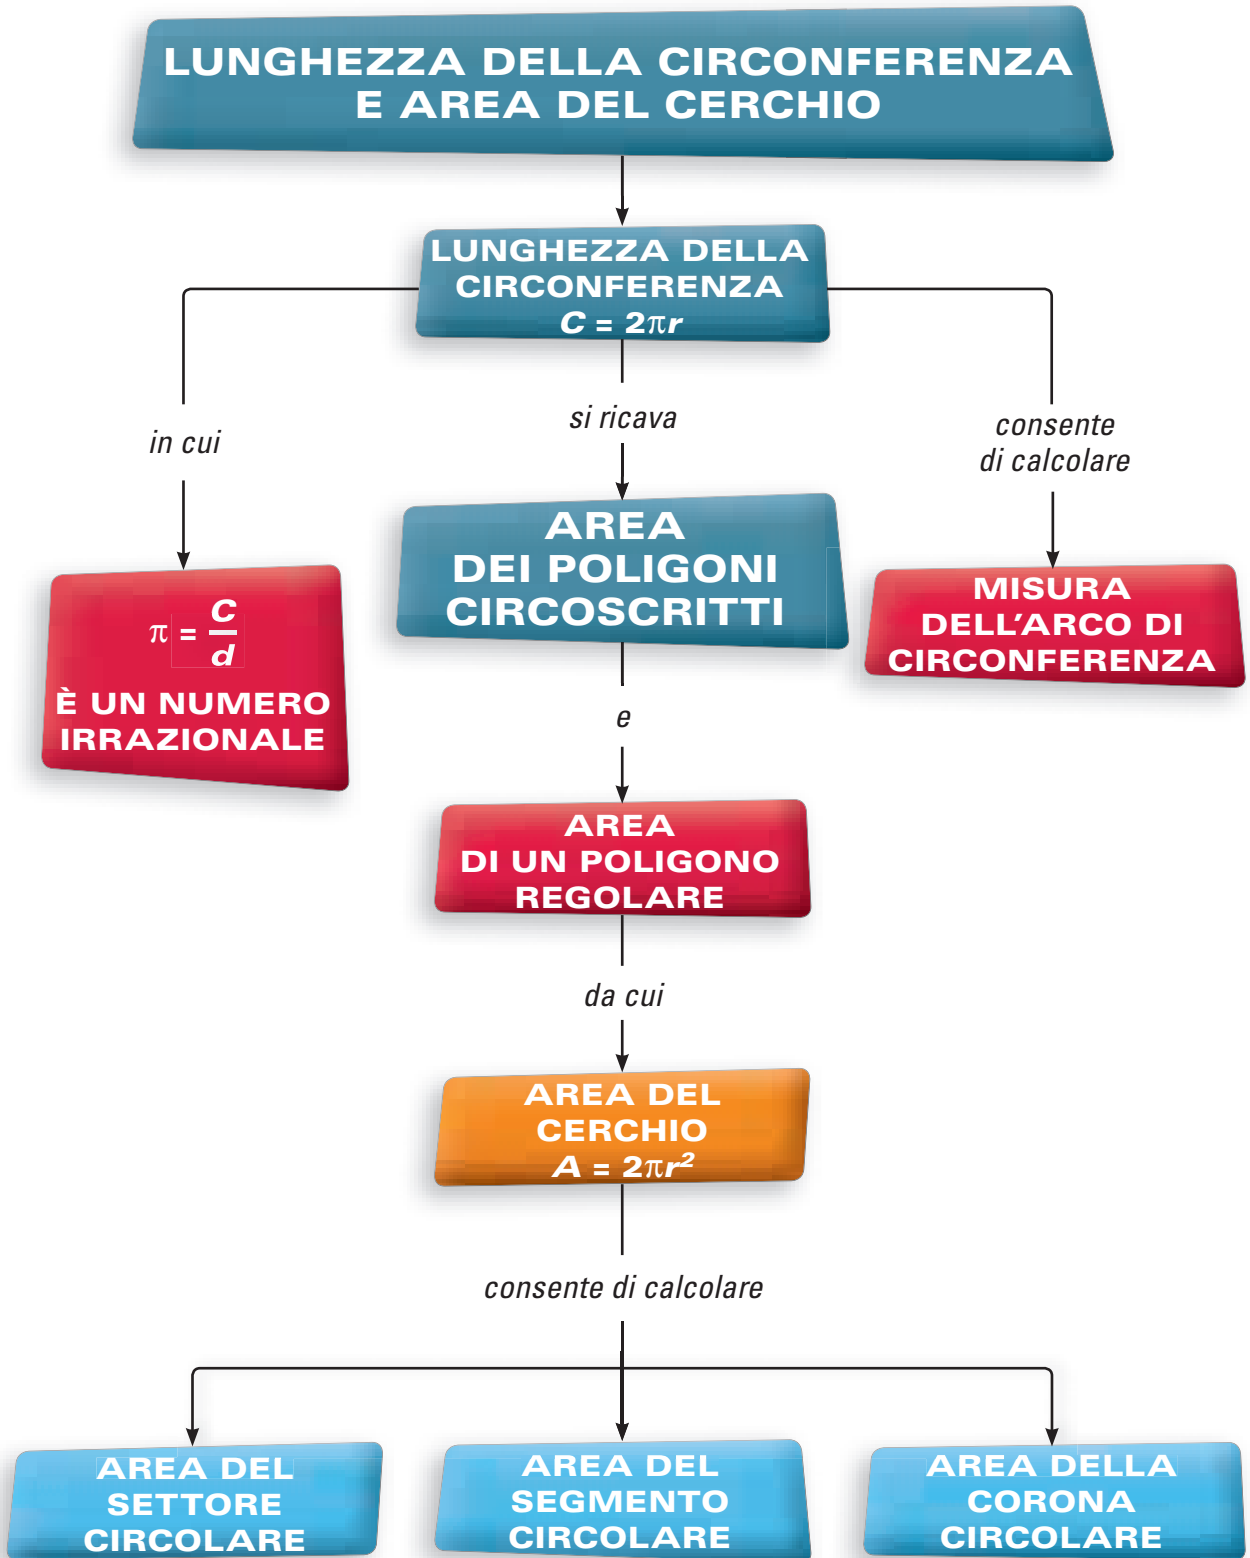 LUNGHEZZA DELLA CIRCONFERENZA
E AREA DEL CERCHIO
LUNGHEZZA DELLA
CIRCONFERENZA
C = 2πr
in cui
si ricava
consente
di calcolare
π = C/d
È UN NUMERO
IRRAZIONALE
AREA
DEI POLIGONI
CIRCOSCRITTI
MISURA
DELL'ARCO DI
CIRCONFERENZA
e
AREA
DI UN POLIGONO
REGOLARE
da cui
AREA DEL
CERCHIO
A = 2πr²
consente di calcolare
AREA DEL
SETTORE
CIRCOLARE
AREA DEL
SEGMENTO
CIRCOLARE
AREA DELLA
CORONA
CIRCOLARE